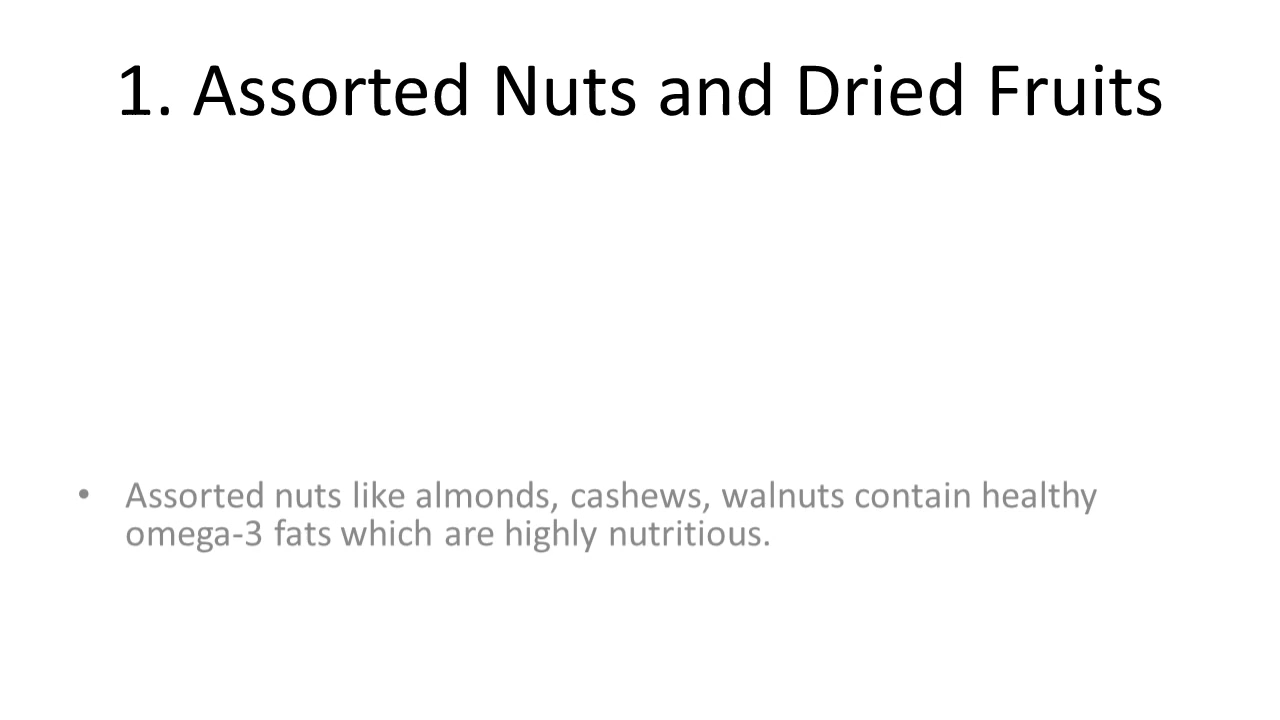 1. Assorted Nuts and Dried Fruits
• Assorted nuts like almonds, cashews, walnuts contain healthy
omega-3 fats which are highly nutritious.